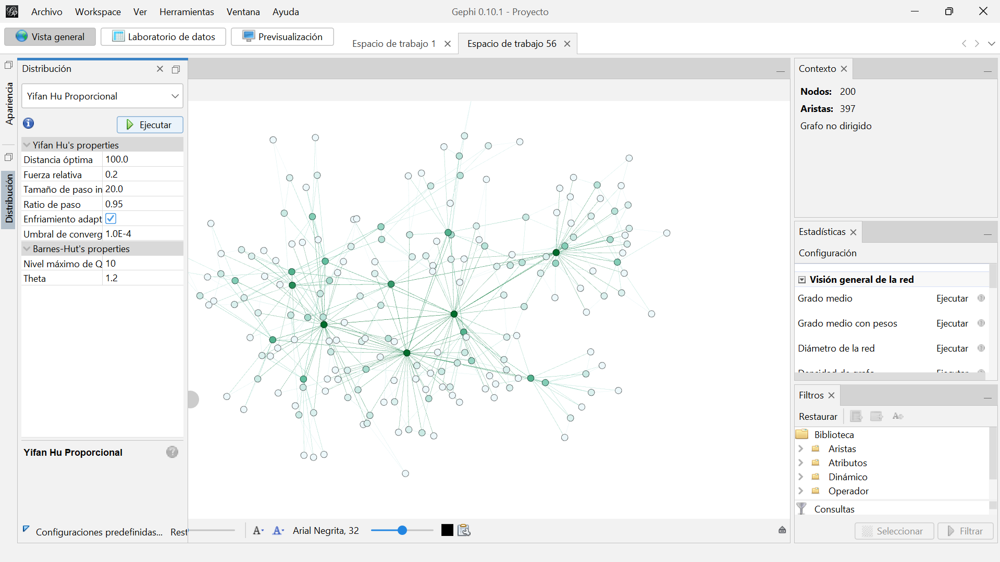 Archivo Workspace Ver Herramientas Ventana Ayuda Gephi 0.10.1 - Proyecto
Vista general Laboratorio de datos Previsualización Espacio de trabajo 1 Espacio de trabajo 56
Apariencia
Distribución
Distribución
Yifan Hu Proporcional
Ejecutar
Yifan Hu's properties
Distancia óptima 100.0
Fuerza relativa 0.2
Tamaño de paso in 20.0
Ratio de paso 0.95
Enfriamiento adapt
Umbral de converg 1.0E-4
Barnes-Hut's properties
Nivel máximo de Q 10
Theta 1.2
Yifan Hu Proporcional
Configuraciones predefinidas... Rest
A A Arial Negrita, 32
Contexto
Nodos: 200
Aristas: 397
Grafo no dirigido
Estadísticas
Configuración
Visión general de la red
Grado medio Ejecutar
Grado medio con pesos Ejecutar
Diámetro de la red Ejecutar
Filtros
Restaurar
Biblioteca
Aristas
Atributos
Dinámico
Operador
Consultas
Seleccionar Filtrar